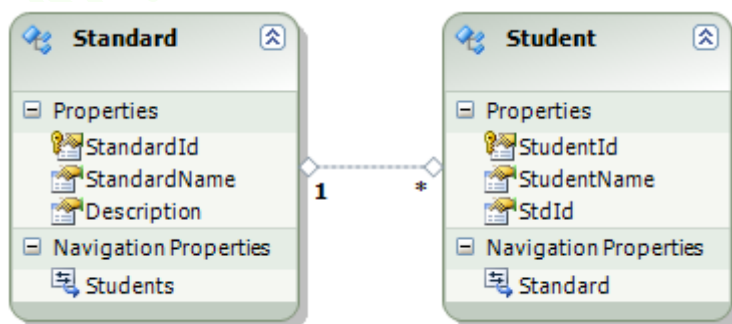 Standard
Properties
StandardId
StandardName
Description
Navigation Properties
Students
1
*
Student
Properties
StudentId
StudentName
StdId
Navigation Properties
Standard